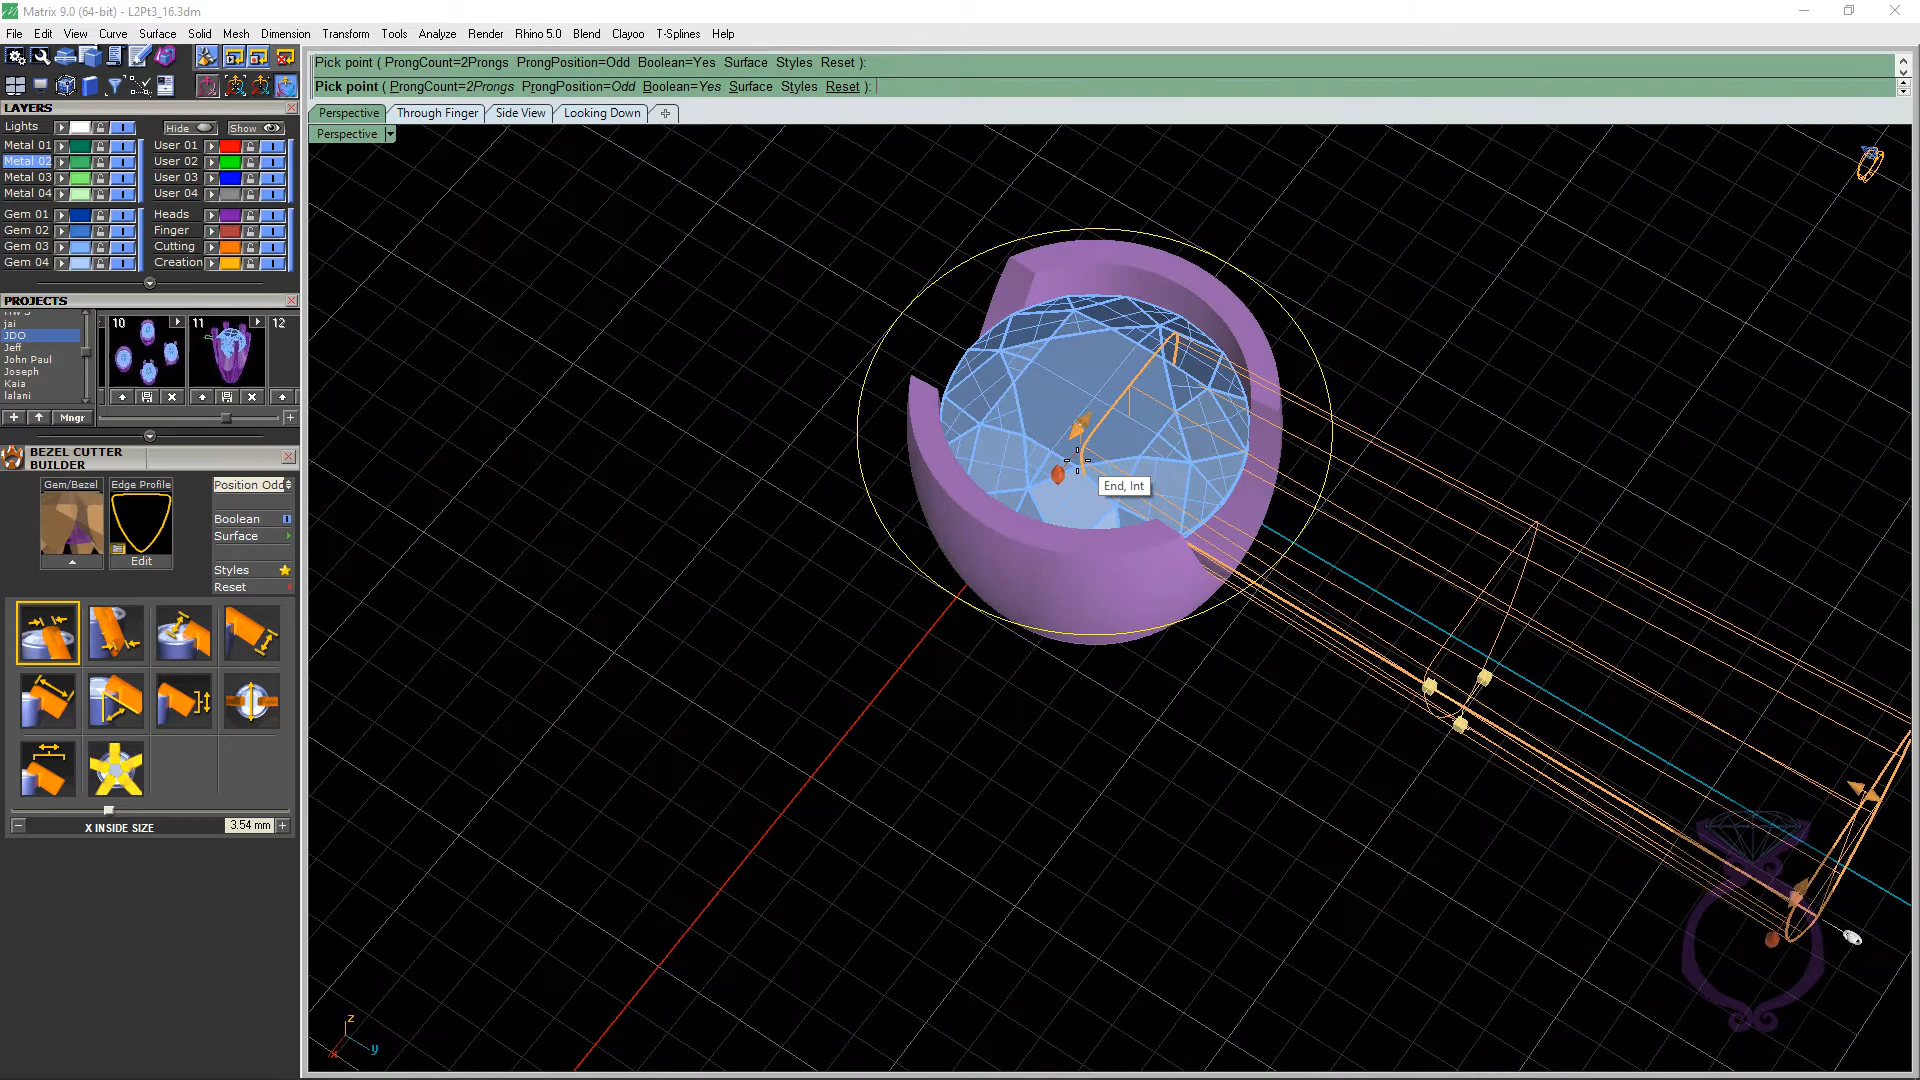 Matrix 9.0 (64-bit) - L2Pt3_16.3dm
File Edit View Curve Surface Solid Mesh Dimension Transform Tools Analyze Render Rhino 5.0 Blend Clayoo T-Splines Help
Pick point ( ProngCount=2Prongs ProngPosition=Odd Boolean=Yes Surface Styles Reset ):
Pick point ( ProngCount=2Prongs ProngPosition=Odd Boolean=Yes Surface Styles Reset ):
LAYERS
Perspective Through Finger Side View Looking Down
Perspective
Lights Hide Show
Metal 01 User 01
Metal 02 User 02
Metal 03 User 03
Metal 04 User 04
Gem 01 Heads
Gem 02 Finger
Gem 03 Cutting
Gem 04 Creation
PROJECTS
jai
JDO
Jeff
John Paul
Joseph
Kaia
lalani
10 11 12
Mngr
BEZEL CUTTER
BUILDER
Gem/Bezel Edge Profile Position Odd
Boolean
Surface
Edit
Styles
Reset
X INSIDE SIZE 3.54 mm
End, Int
z
x
y